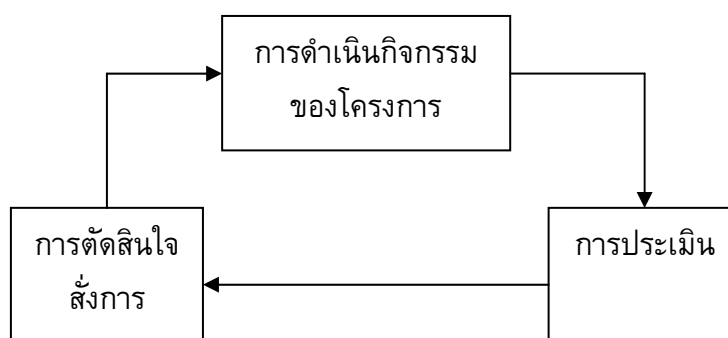 การดำเนินกิจกรรม
ของโครงการ
การตัดสินใจ
สั่งการ
การประเมิน